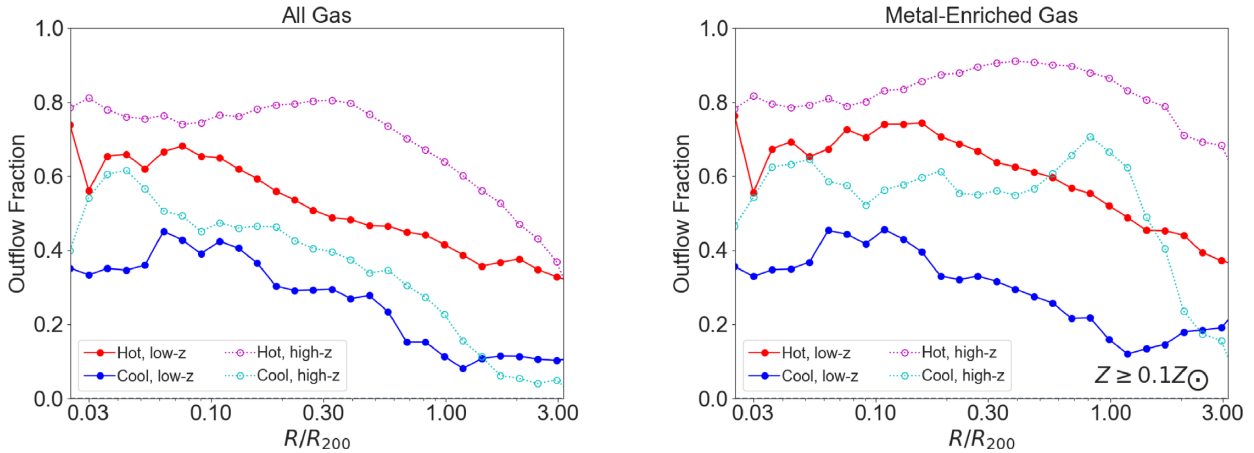 All Gas
Outflow Fraction
1.0
0.8
0.6
0.4
0.2
0.0
Hot, low-z
Cool, low-z
Hot, high-z
Cool, high-z
0.03 0.10 0.30 1.00 3.00
R/R200
Metal-Enriched Gas
Outflow Fraction
1.0
0.8
0.6
0.4
0.2
0.0
Hot, low-z
Cool, low-z
Hot, high-z
Cool, high-z
Z ≥ 0.1Z⊙
0.03 0.10 0.30 1.00 3.00
R/R200